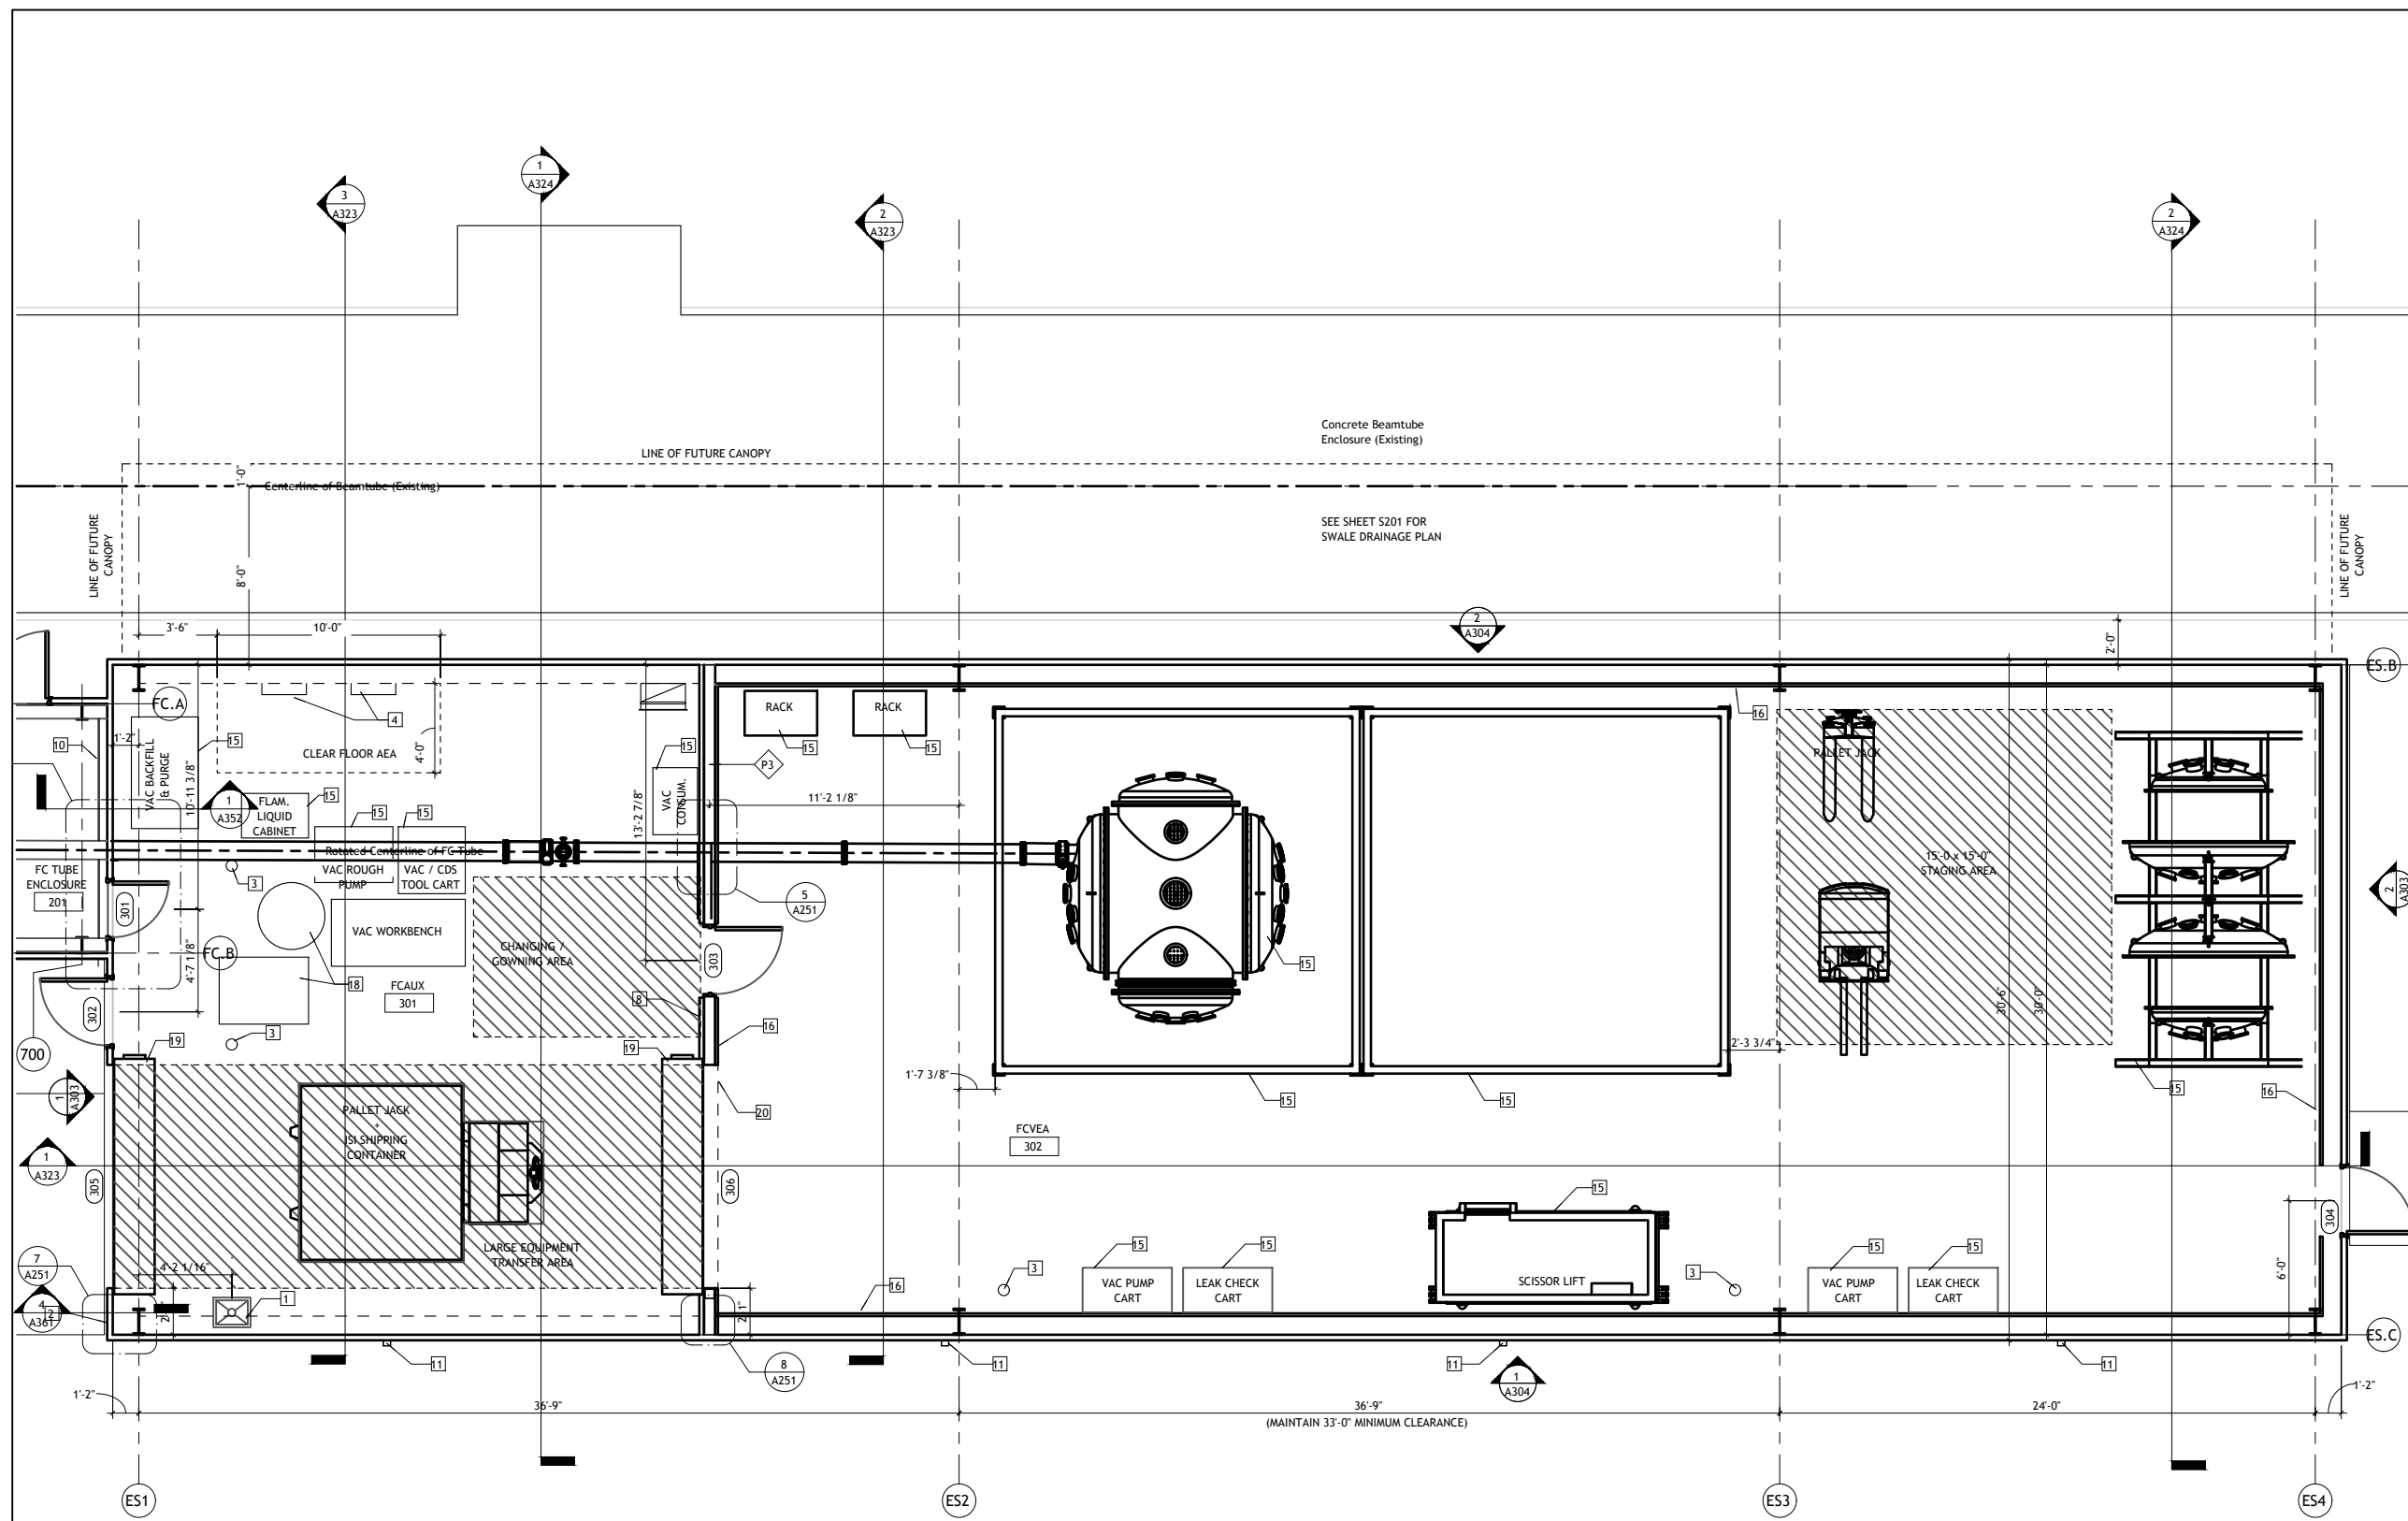 1
A324
3
A323
2
A323
2
A324
Concrete Beamtube
Enclosure (Existing)
LINE OF FUTURE CANOPY
1'-0"
Centerline of Beamtube (Existing)
SEE SHEET S201 FOR
SWALE DRAINAGE PLAN
LINE OF FUTURE
CANOPY
LINE OF FUTURE
CANOPY
8'-0"
3'-6"
10'-0"
2
A304
2'-0"
ES.B
FC.A
RACK
RACK
4
16
15
15
10
1'-2"
15
15
CLEAR FLOOR AEA
4'-0"
P3
PALLET JACK
VAC BACKFILL
& PURGE
10'-11 3/8"
1
A352
FLAM.
LIQUID
CABINET
15
15
15
VAC
CONSUM.
13'-2 7/8"
11'-2 1/8"
Rotated Centerline of FC Tube
VAC ROUGH
PUMP
VAC / CDS
TOOL CART
15'-0 x 15'-0"
STAGING AREA
FC TUBE
ENCLOSURE
201
3
301
5
A251
2
A303
VAC WORKBENCH
CHANGING /
GOWNING AREA
FC.B
4'-7 1/8"
303
15
18
FCAUX
301
8
302
3
16
30'-6"
30'-0"
700
19
19
2'-3 3/4"
1'-7 3/8"
15
15
15
16
1
A303
PALLET JACK
+
ISI SHIPPING
CONTAINER
20
FCVEA
302
1
A323
305
306
15
304
LARGE EQUIPMENT
TRANSFER AREA
7
A251
4'-2 1/16"
15
15
15
15
3
3
16
VAC PUMP
CART
LEAK CHECK
CART
SCISSOR LIFT
VAC PUMP
CART
LEAK CHECK
CART
6'-0"
1
4
2
A361
2'-1"
ES.C
11
8
A251
11
11
11
1
A304
1'-2"
36'-9"
36'-9"
(MAINTAIN 33'-0" MINIMUM CLEARANCE)
24'-0"
1'-2"
ES1
ES2
ES3
ES4